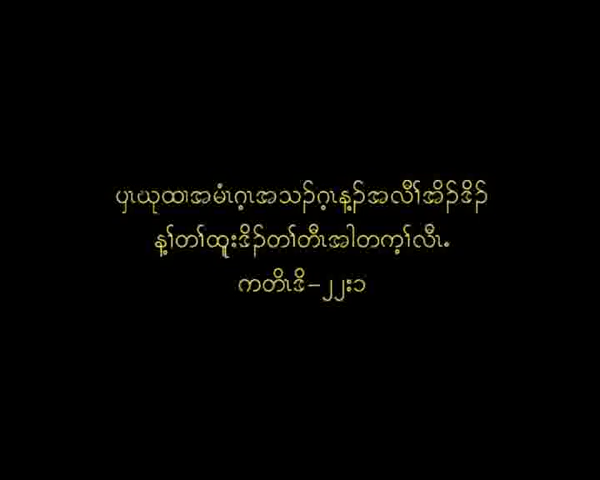 ပှၤဃုထၢအမံၤဂ့ၤအသၣ်ဂ့ၤန့ၣ်အလီၢ်အိၣ်ဒိၣ်
န့ၢ်တၢ်ထူးဒိၣ်တၢ်တီၤအါတက့ၢ်လီၤ.
ကတိၤဒိ–၂၂း၁